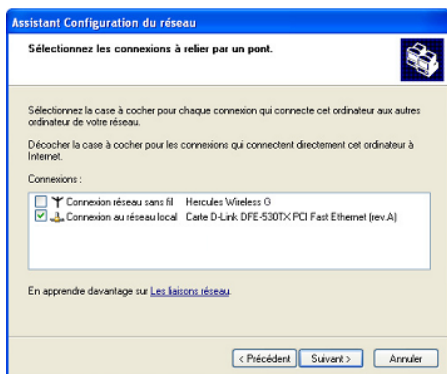 Assistant Configuration du réseau
Sélectionnez les connexions à relier par un pont.
Sélectionnez la case à cocher pour chaque connexion qui connecte cet ordinateur aux autres
ordinateur de votre réseau.
Décocher la case à cocher pour les connexions qui connectent directement cet ordinateur à
Internet.
Connexions :
Connexion réseau sans fil Hercules Wireless G
Connexion au réseau local Carte D-Link DFE-530TX PCI Fast Ethernet (rev.A)
En apprendre davantage sur Les liaisons réseau.
< Précédent Suivant > Annuler